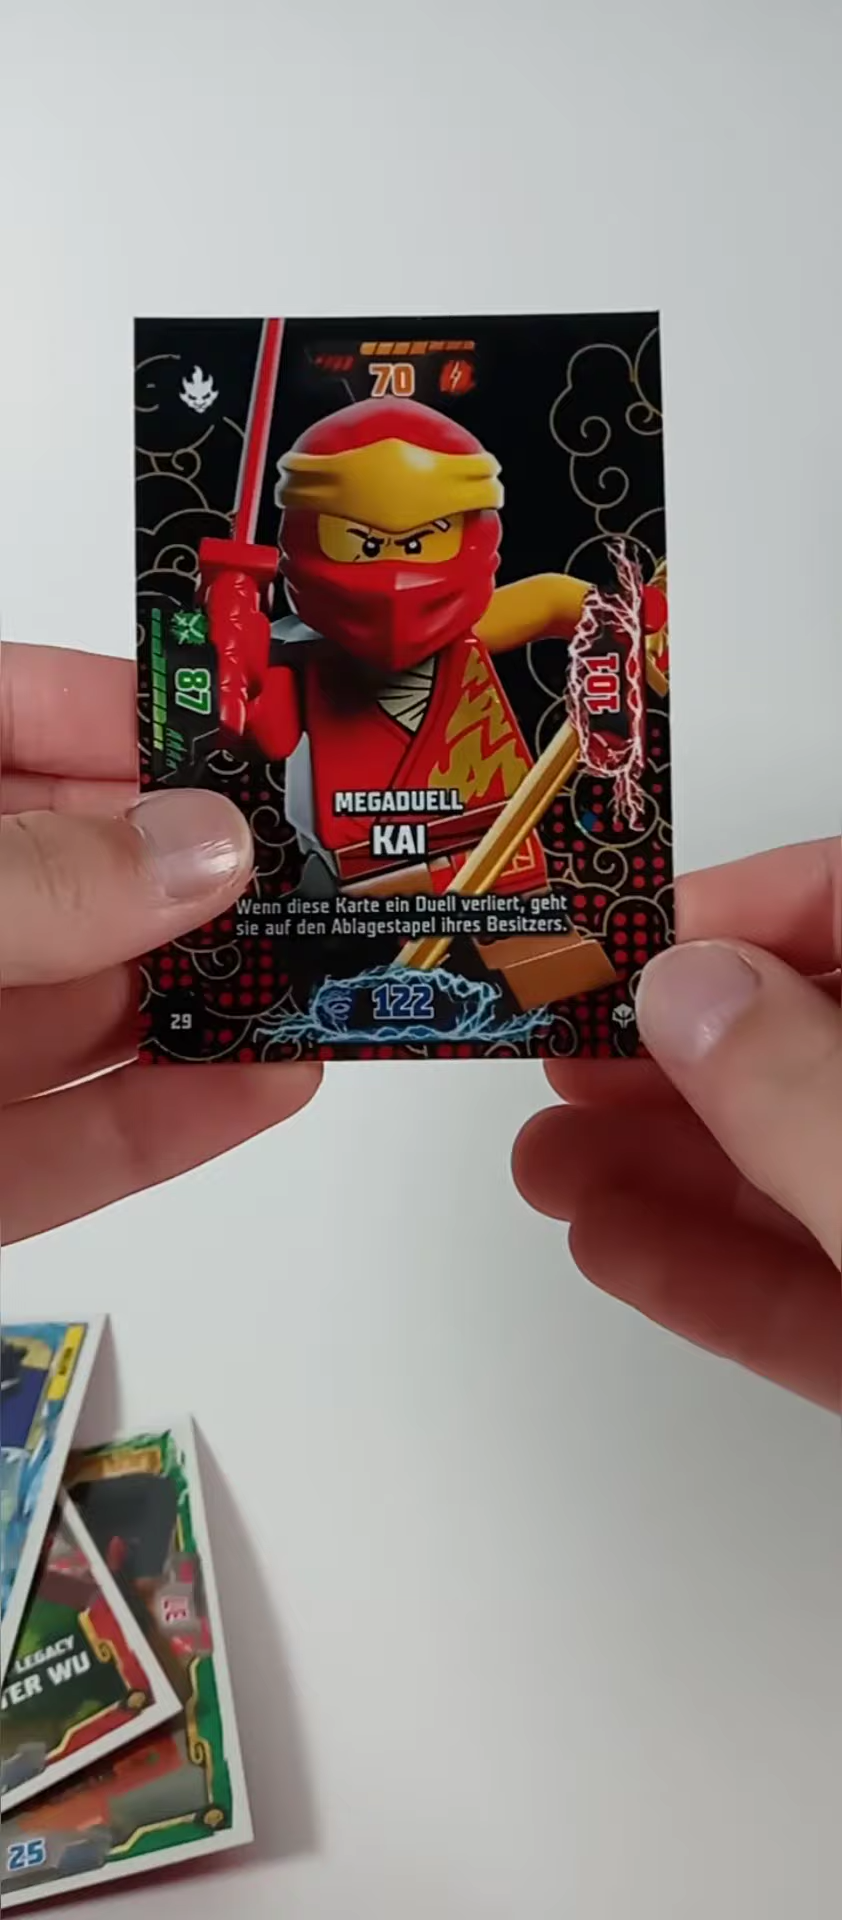 70
87
101
MEGADUELL
KAI
Wenn diese Karte ein Duell verliert, geht
sie auf den Ablagestapel ihres Besitzers.
122
29
LEGACY
TER WU
25